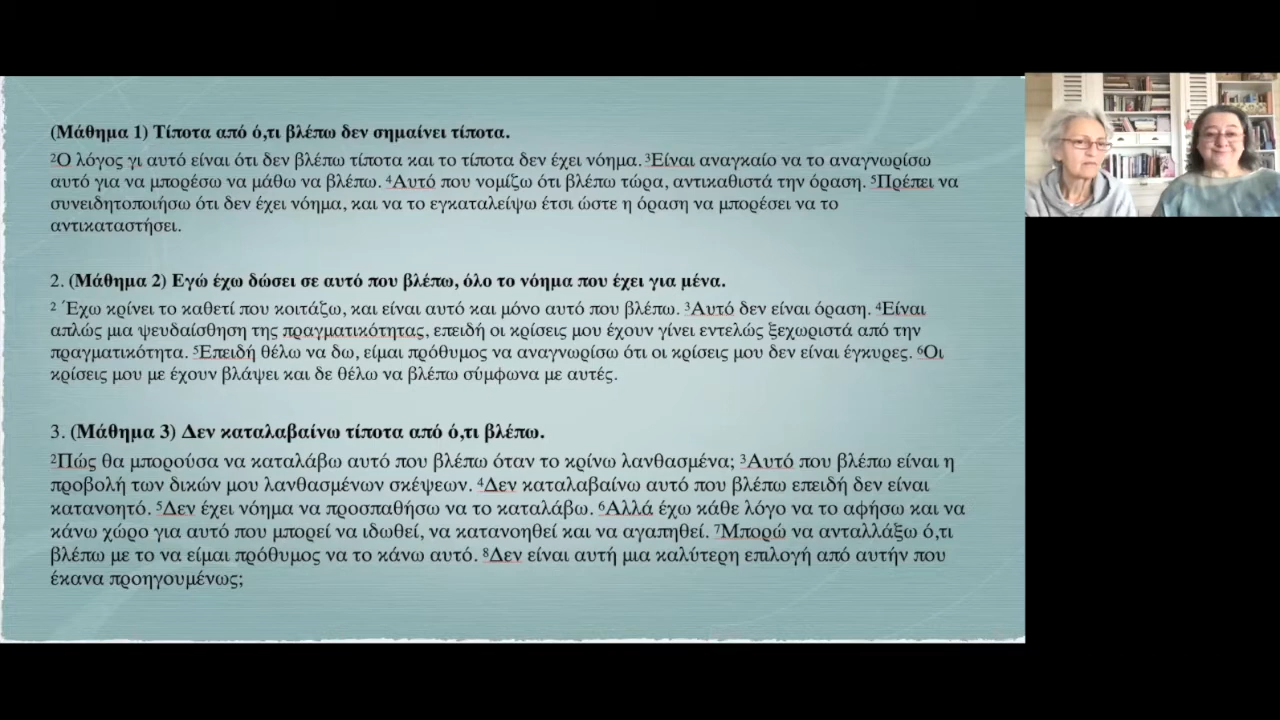 (Μάθημα 1) Τίποτα από ό,τι βλέπω δεν σημαίνει τίποτα.
²Ο λόγος γι αυτό είναι ότι δεν βλέπω τίποτα και το τίποτα δεν έχει νόημα. ³Είναι αναγκαίο να το αναγνωρίσω
αυτό για να μπορέσω να μάθω να βλέπω. ⁴Αυτό που νομίζω ότι βλέπω τώρα, αντικαθιστά την όραση. ⁵Πρέπει να
συνειδητοποιήσω ότι δεν έχει νόημα, και να το εγκαταλείψω έτσι ώστε η όραση να μπορέσει να το
αντικαταστήσει.
2. (Μάθημα 2) Εγώ έχω δώσει σε αυτό που βλέπω, όλο το νόημα που έχει για μένα.
² ΄Εχω κρίνει το καθετί που κοιτάζω, και είναι αυτό και μόνο αυτό που βλέπω. ³Αυτό δεν είναι όραση. ⁴Είναι
απλώς μια ψευδαίσθηση της πραγματικότητας, επειδή οι κρίσεις μου έχουν γίνει εντελώς ξεχωριστά από την
πραγματικότητα. ⁵Επειδή θέλω να δω, είμαι πρόθυμος να αναγνωρίσω ότι οι κρίσεις μου δεν είναι έγκυρες. ⁶Οι
κρίσεις μου με έχουν βλάψει και δε θέλω να βλέπω σύμφωνα με αυτές.
3. (Μάθημα 3) Δεν καταλαβαίνω τίποτα από ό,τι βλέπω.
²Πώς θα μπορούσα να καταλάβω αυτό που βλέπω όταν το κρίνω λανθασμένα; ³Αυτό που βλέπω είναι η
προβολή των δικών μου λανθασμένων σκέψεων. ⁴Δεν καταλαβαίνω αυτό που βλέπω επειδή δεν είναι
κατανοητό. ⁵Δεν έχει νόημα να προσπαθήσω να το καταλάβω. ⁶Αλλά έχω κάθε λόγο να το αφήσω και να
κάνω χώρο για αυτό που μπορεί να ιδωθεί, να κατανοηθεί και να αγαπηθεί. ⁷Μπορώ να ανταλλάξω ό,τι
βλέπω με το να είμαι πρόθυμος να το κάνω αυτό. ⁸Δεν είναι αυτή μια καλύτερη επιλογή από αυτήν που
έκανα προηγουμένως;